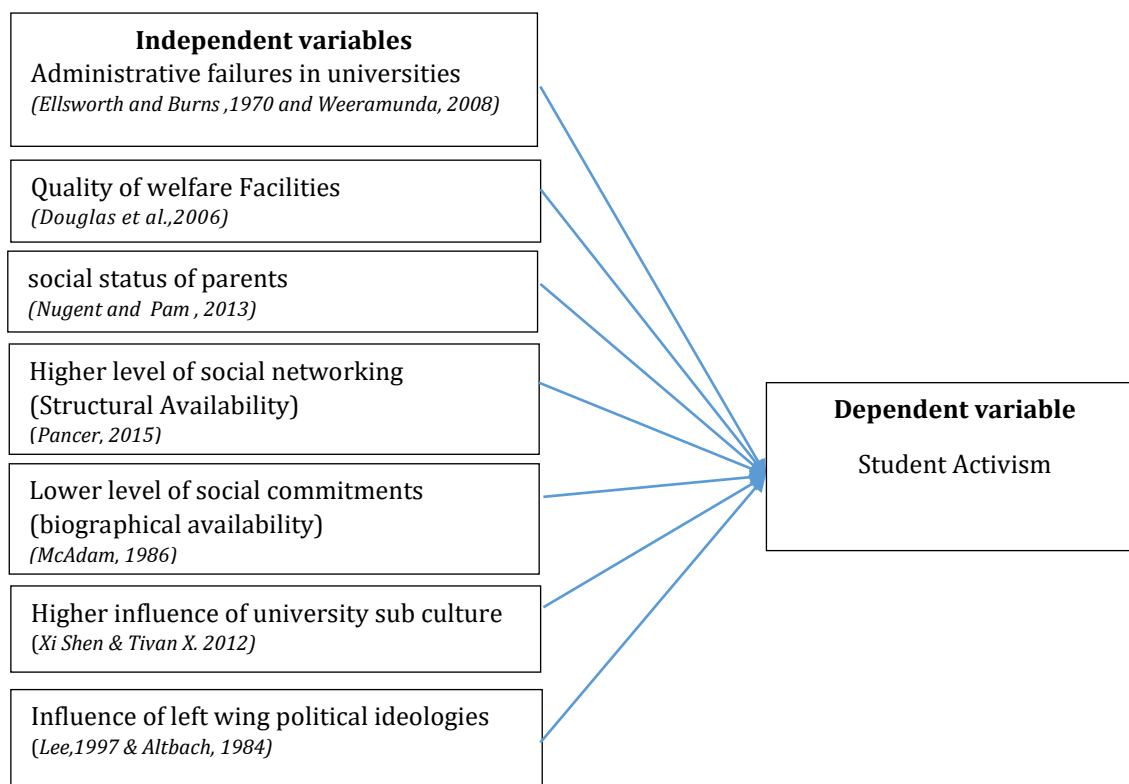 Independent variables
Administrative failures in universities
(Ellsworth and Burns ,1970 and Weeramunda, 2008)
Quality of welfare Facilities
(Douglas et al.,2006)
social status of parents
(Nugent and Pam , 2013)
Higher level of social networking
(Structural Availability)
(Pancer, 2015)
Lower level of social commitments
(biographical availability)
(McAdam, 1986)
Higher influence of university sub culture
(Xi Shen & Tivan X. 2012)
Influence of left wing political ideologies
(Lee,1997 & Altbach, 1984)
Dependent variable
Student Activism